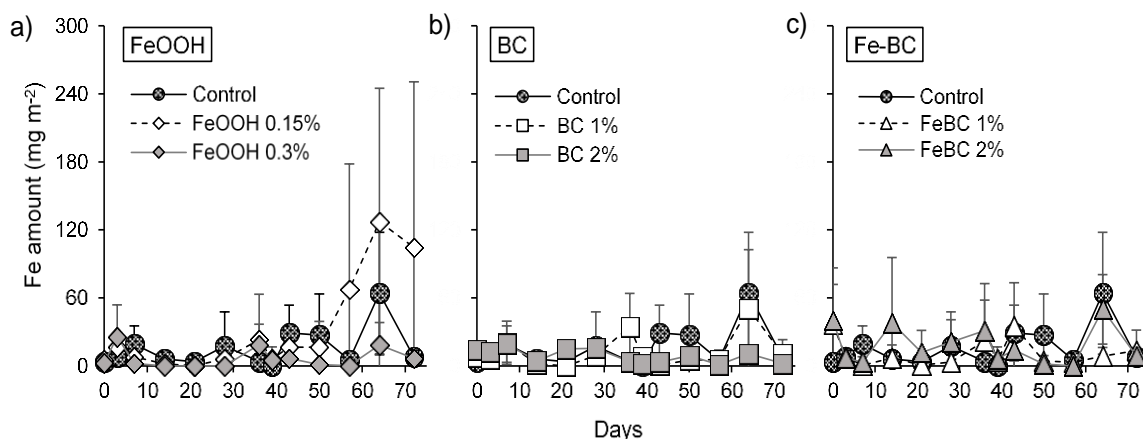 a)
FeOOH
Control
FeOOH 0.15%
FeOOH 0.3%
b)
BC
Control
BC 1%
BC 2%
c)
Fe-BC
Control
FeBC 1%
FeBC 2%
Fe amount (mg m-2)
300
240
180
120
60
0
0 10 20 30 40 50 60 70
0 10 20 30 40 50 60 70
0 10 20 30 40 50 60 70
Days